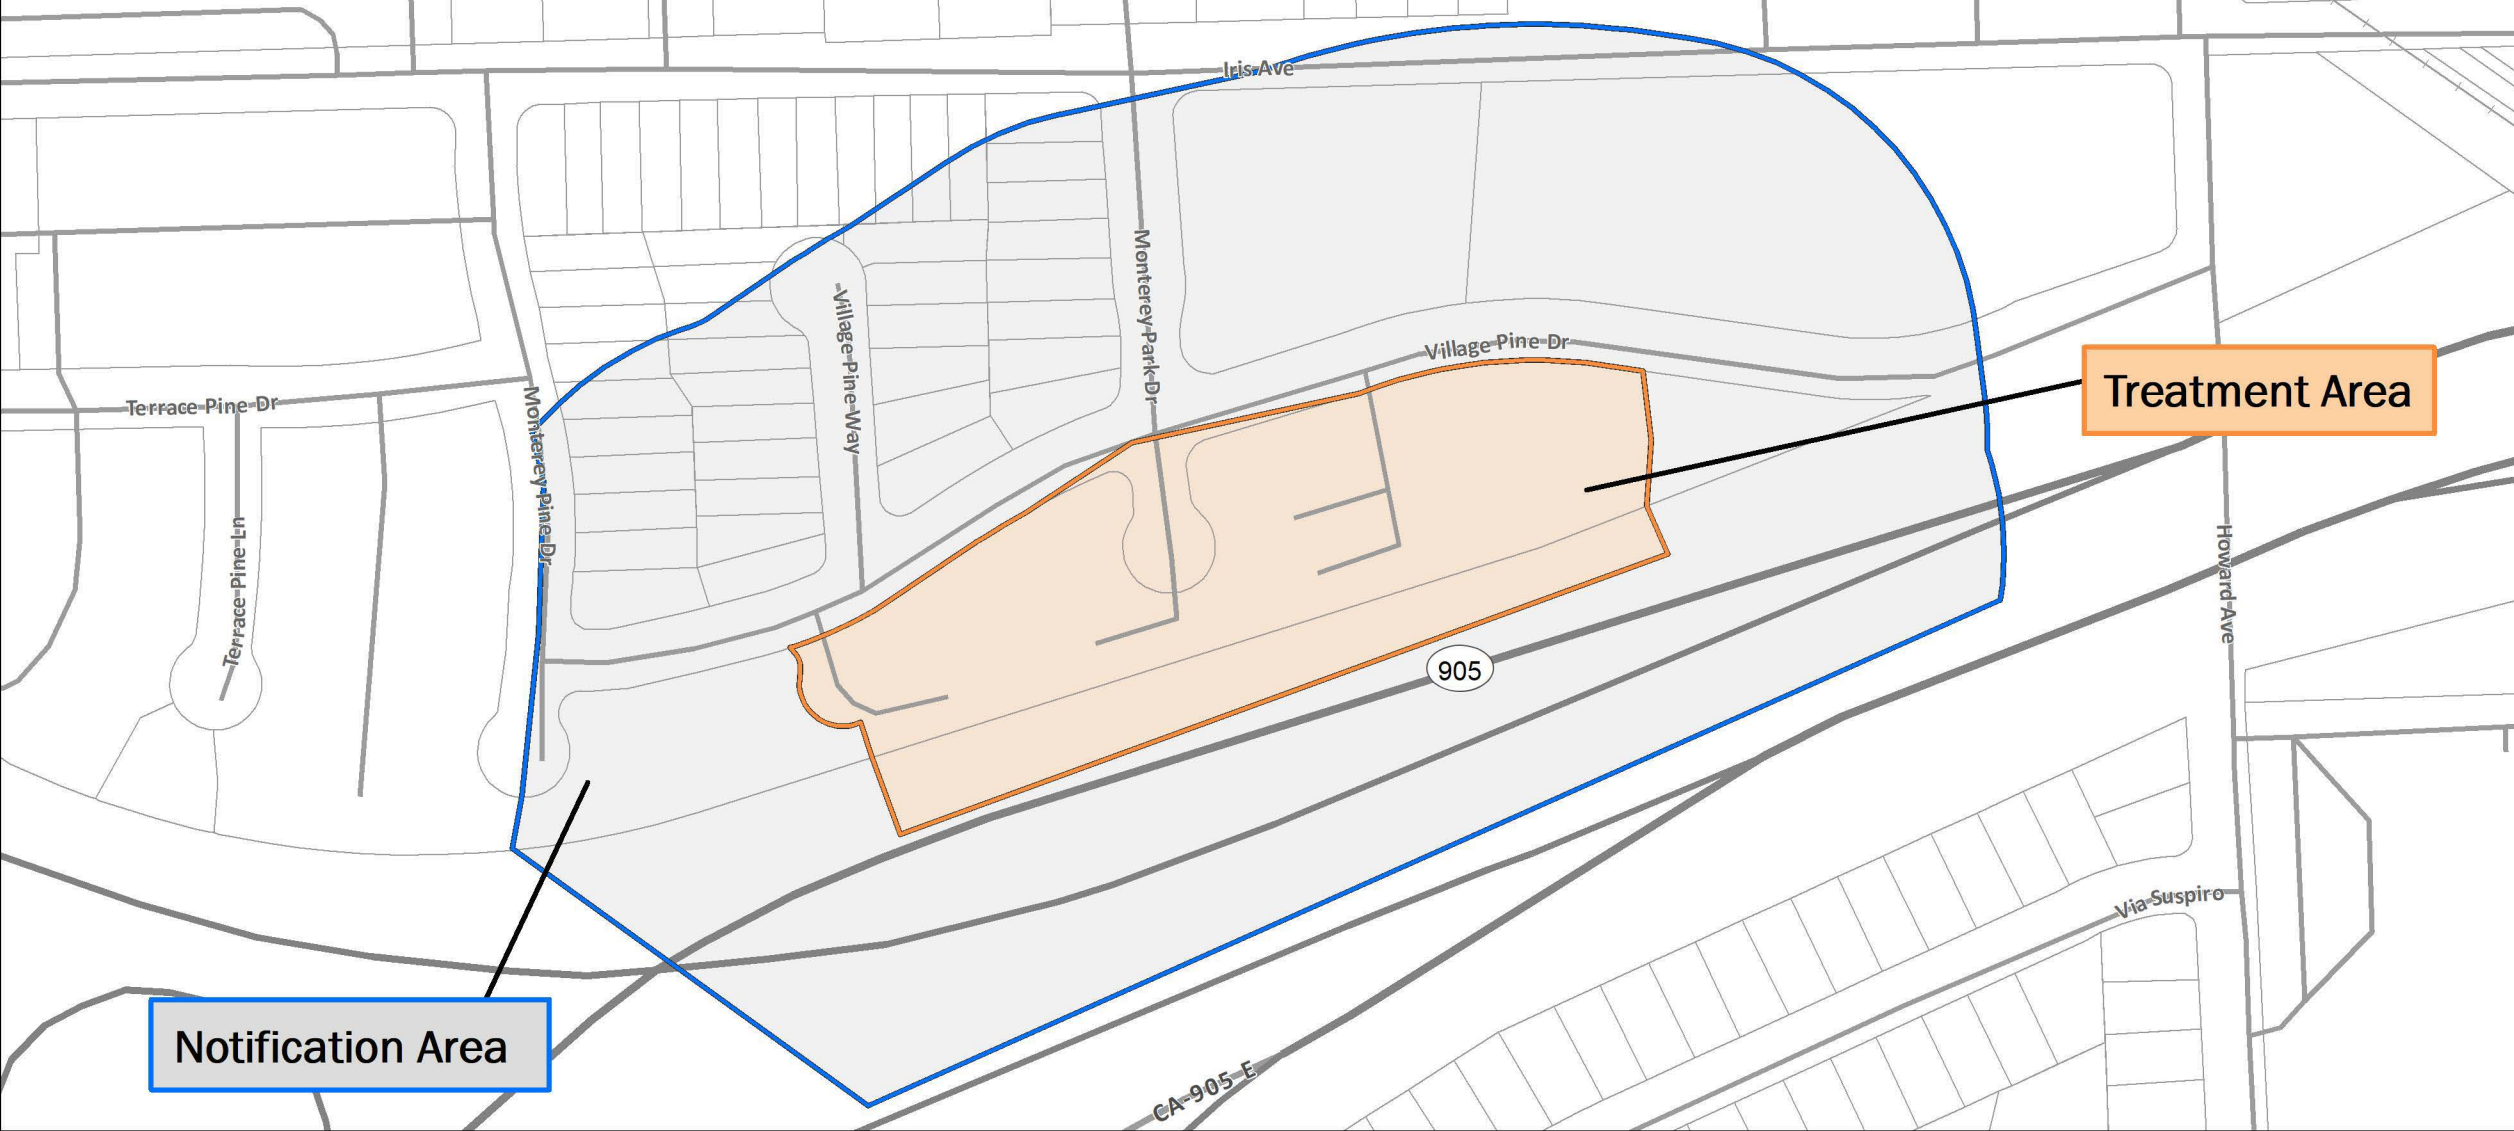 Iris Ave
Monterey Park Dr
Village Pine Way
Village Pine Dr
Treatment Area
Terrace Pine Dr
Monterey Pine Dr
Terrace Pine Ln
Howard Ave
905
Via Suspiro
Notification Area
CA-905 E